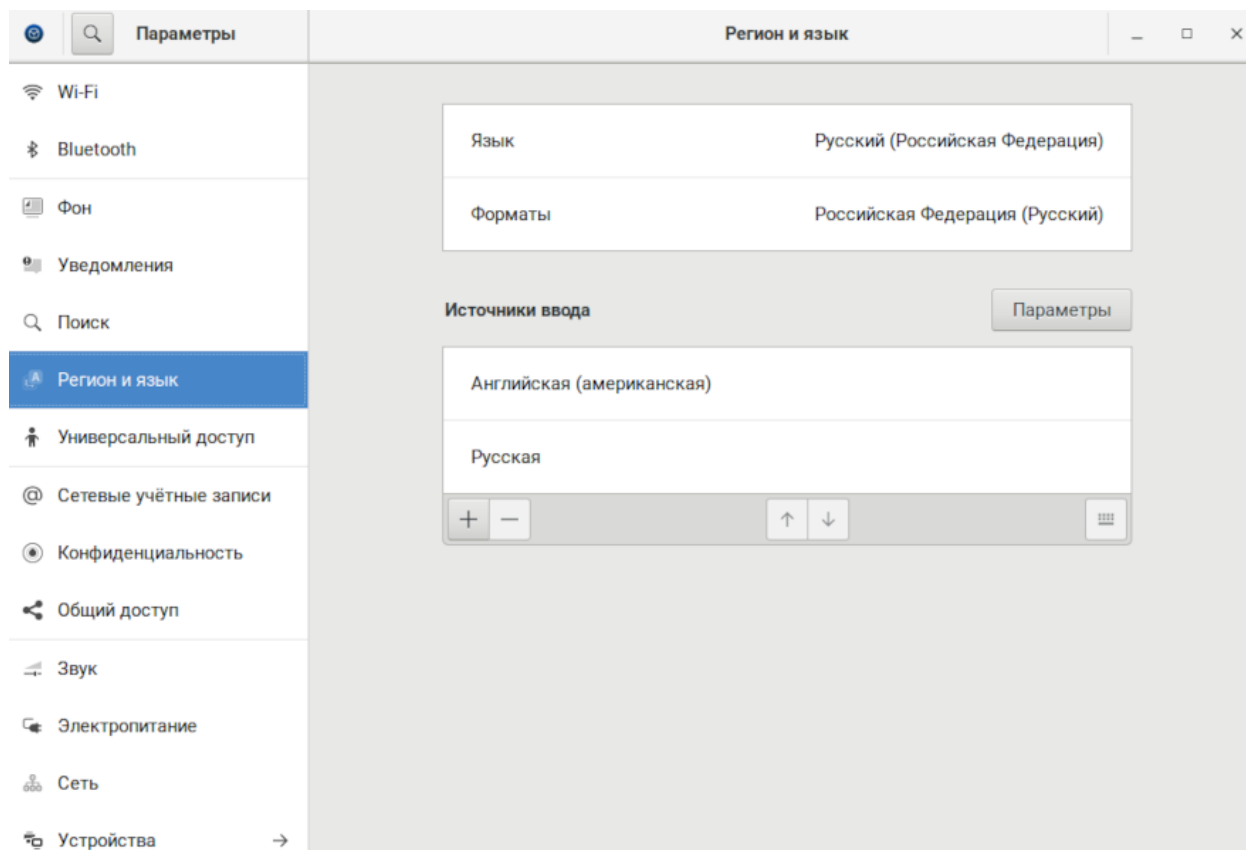 Параметры
Регион и язык
Wi-Fi
Bluetooth
Фон
Уведомления
Поиск
Регион и язык
Универсальный доступ
Сетевые учётные записи
Конфиденциальность
Общий доступ
Звук
Электропитание
Сеть
Устройства
Язык Русский (Российская Федерация)
Форматы Российская Федерация (Русский)
Источники ввода Параметры
Английская (американская)
Русская